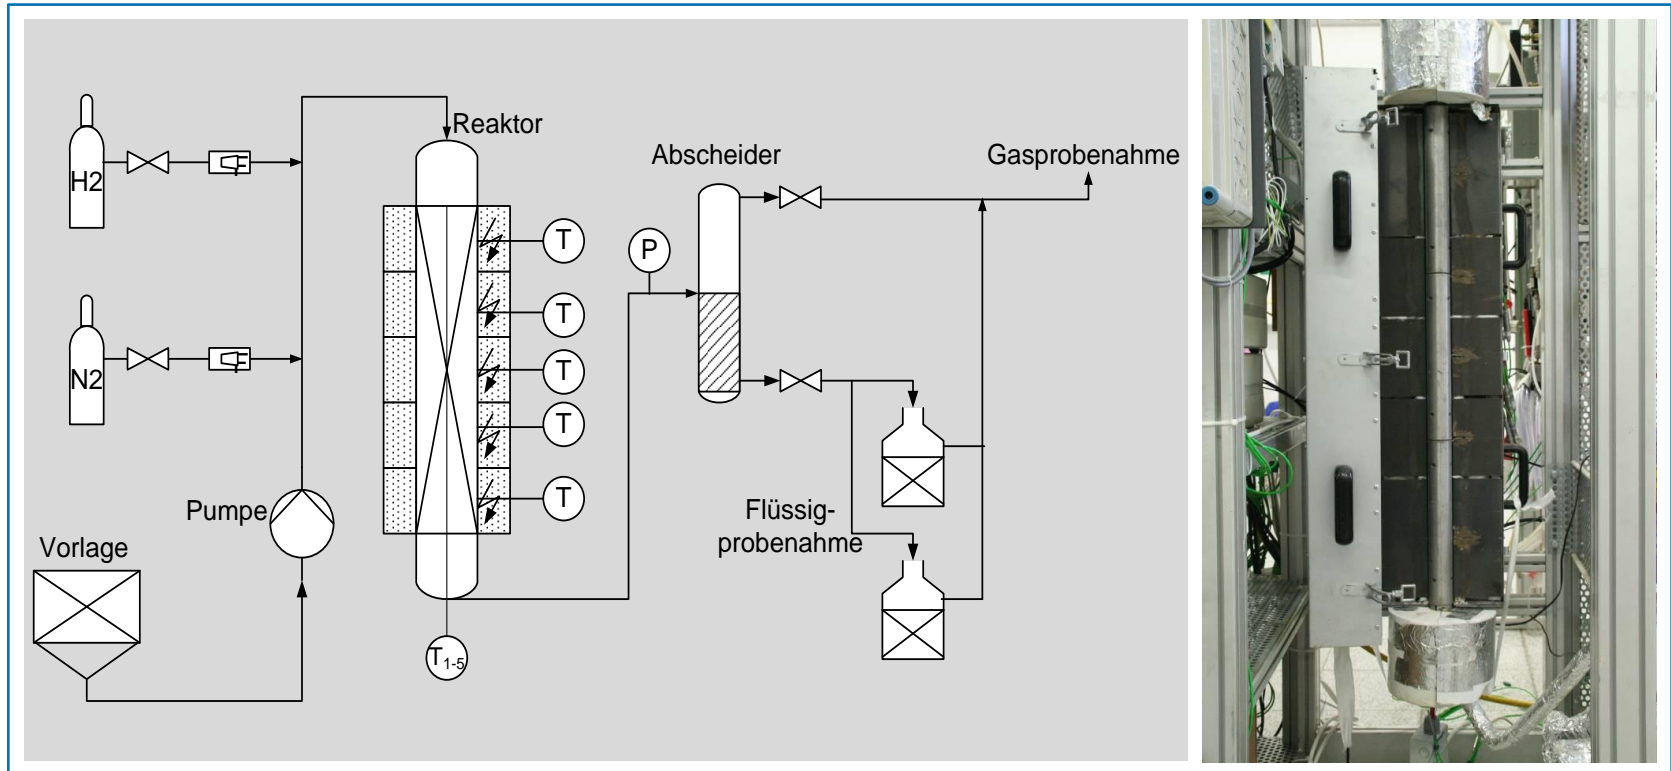 Reaktor
Abscheider
Gasprobenahme
H2
T
P
T
N2
T
T
Pumpe
T
Flüssig-
probenahme
Vorlage
T1-5